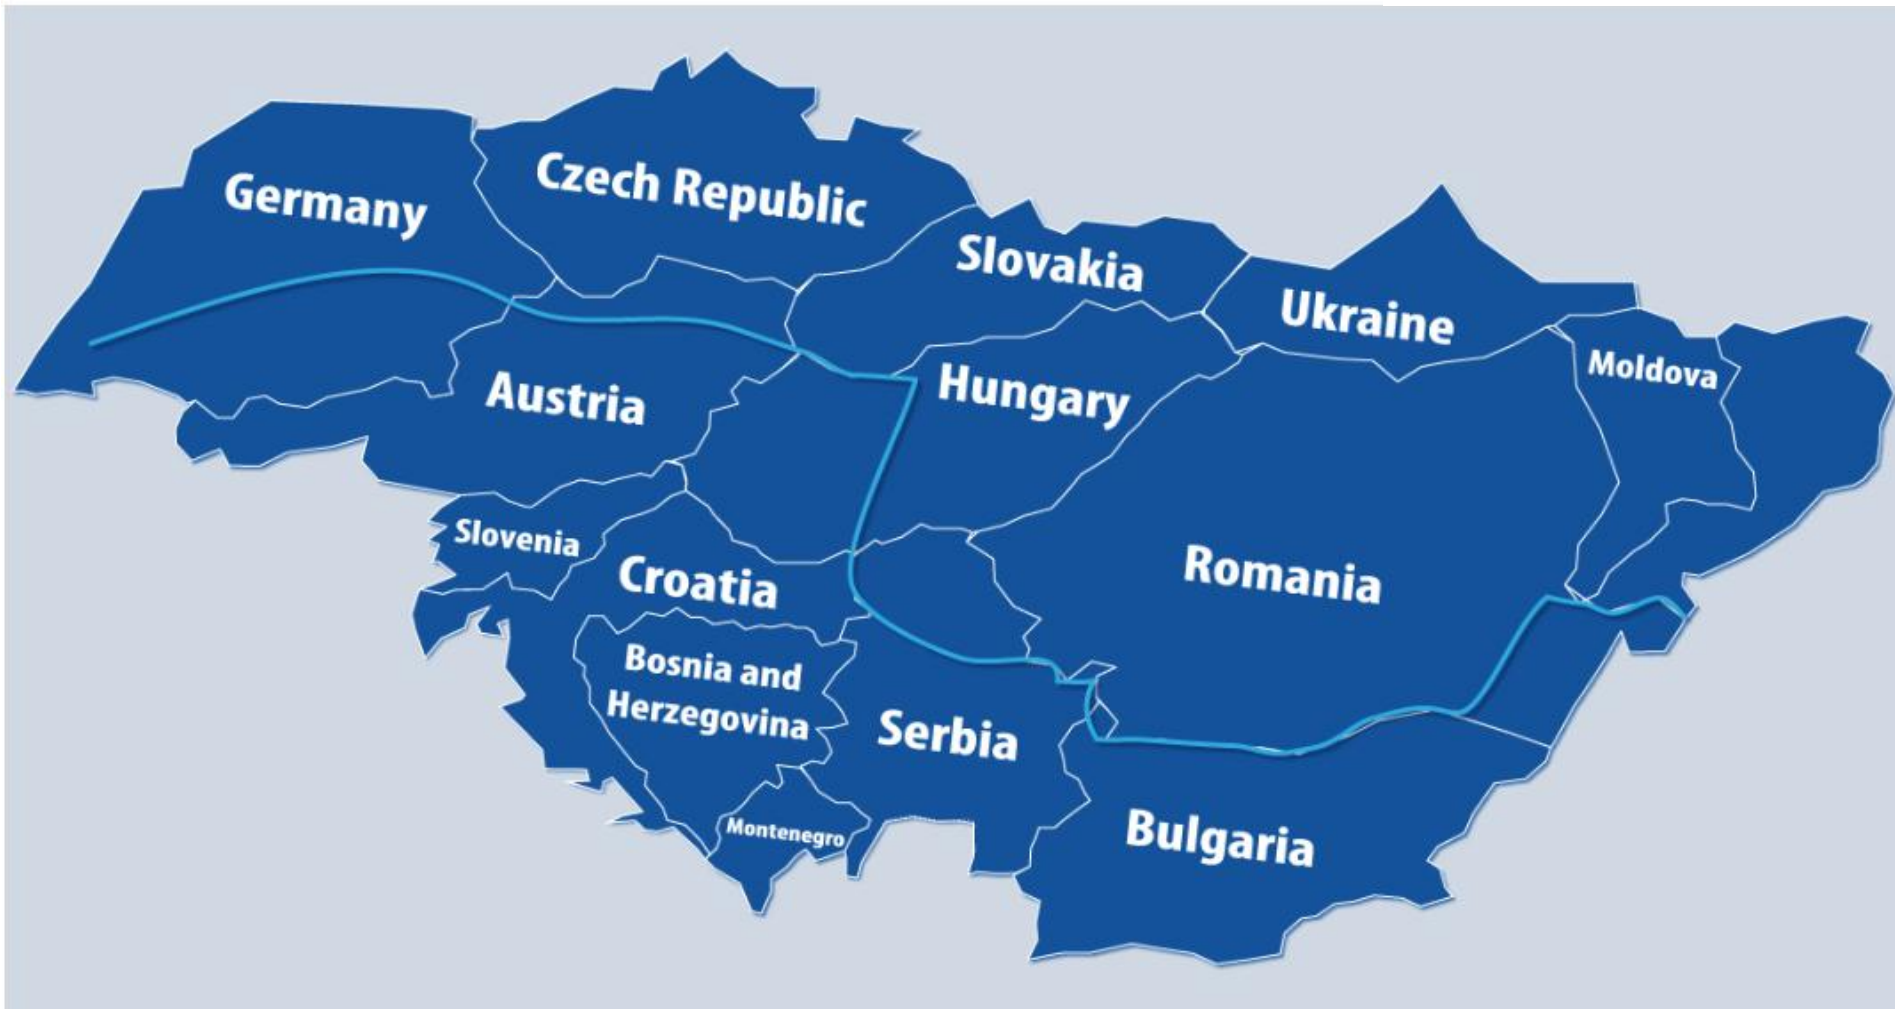 Germany
Czech Republic
Slovakia
Ukraine
Moldova
Austria
Hungary
Slovenia
Croatia
Romania
Bosnia and
Herzegovina
Serbia
Montenegro
Bulgaria